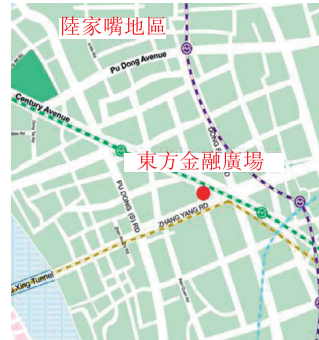 陸家嘴地區
Pu Dong Avenue
Century Avenue
東方金融廣場
PU DONG (S) RD
ZHANG YANG RD
Xing Tunnel